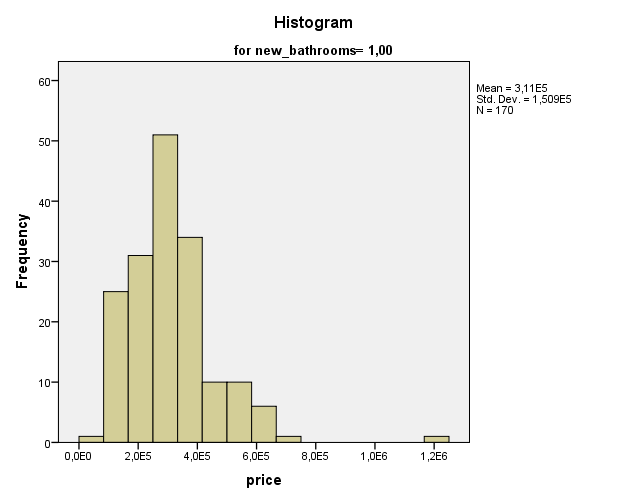 Histogram
for new_bathrooms= 1,00
Mean = 3,11E5
Std. Dev. = 1,509E5
N = 170
Frequency
60
50
40
30
20
10
0
0,0E0 2,0E5 4,0E5 6,0E5 8,0E5 1,0E6 1,2E6
price